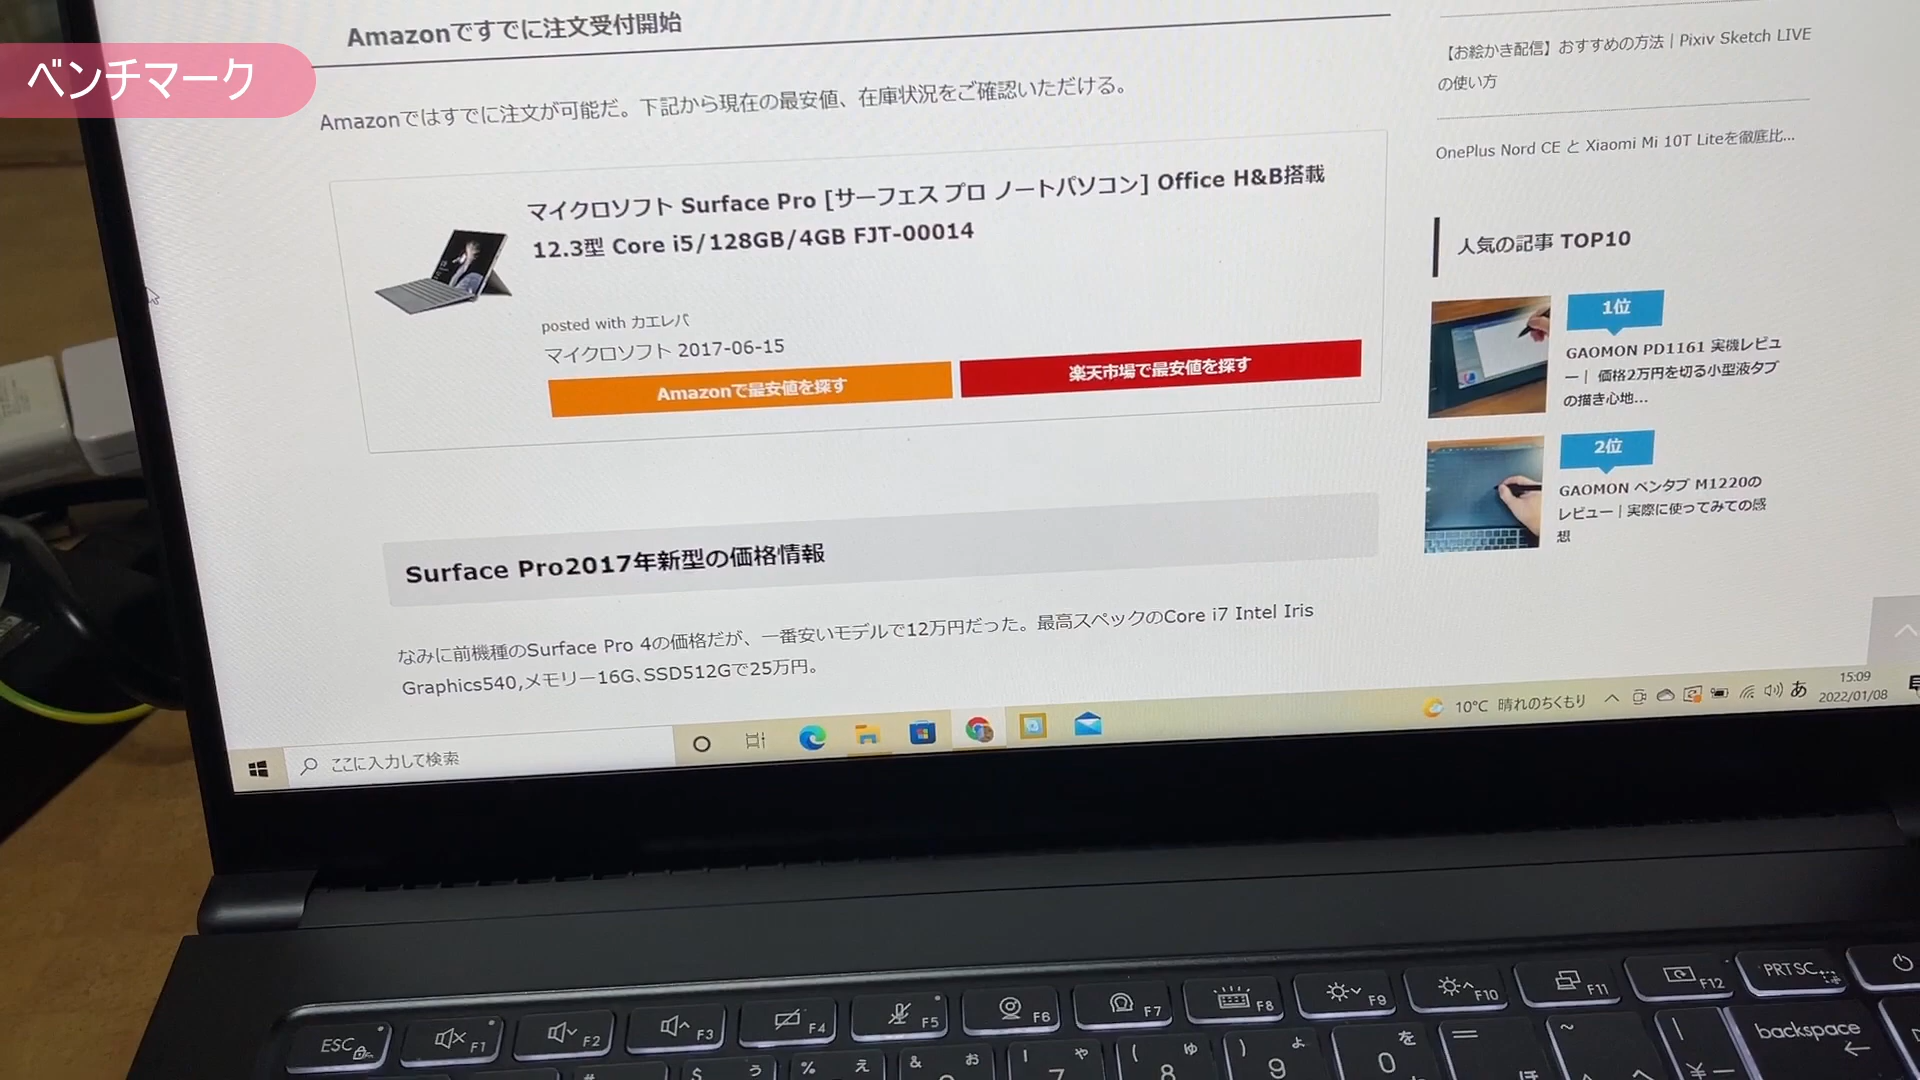 ベンチマーク
Amazonですでに注文受付開始
Amazonではすでに注文が可能だ。下記から現在の最安値、在庫状況をご確認いただける。
マイクロソフト Surface Pro [サーフェス プロ ノートパソコン] Office H&B搭載
12.3型 Core i5/128GB/4GB FJT-00014
posted with カエレバ
マイクロソフト 2017-06-15
Amazonで最安値を探す
楽天市場で最安値を探す
Surface Pro2017年新型の価格情報
なみに前機種のSurface Pro 4の価格だが、一番安いモデルで12万円だった。最高スペックのCore i7 Intel Iris
Graphics540,メモリー16G、SSD512Gで25万円。
【お絵かき配信】おすすめの方法 | Pixiv Sketch LIVE
の使い方
OnePlus Nord CE と Xiaomi Mi 10T Liteを徹底比...
人気の記事 TOP10
1位
GAOMON PD1161 実機レビュ
ー | 価格2万円を切る小型液タブ
の描き心地...
2位
GAOMON ペンタブ M1220の
レビュー | 実際に使ってみての感
想
ここに入力して検索
10°C 晴れのちくもり
あ
15:09
2022/01/08
ESC
F1
F2
F3
F4
F5
F6
F7
F8
F9
F10
F11
F12
PRTSC
# $ う % え & お ' や 7 ( ゆ 8 ) よ 9 を 0 = ほ ~ へ | ¥ ー
backspace